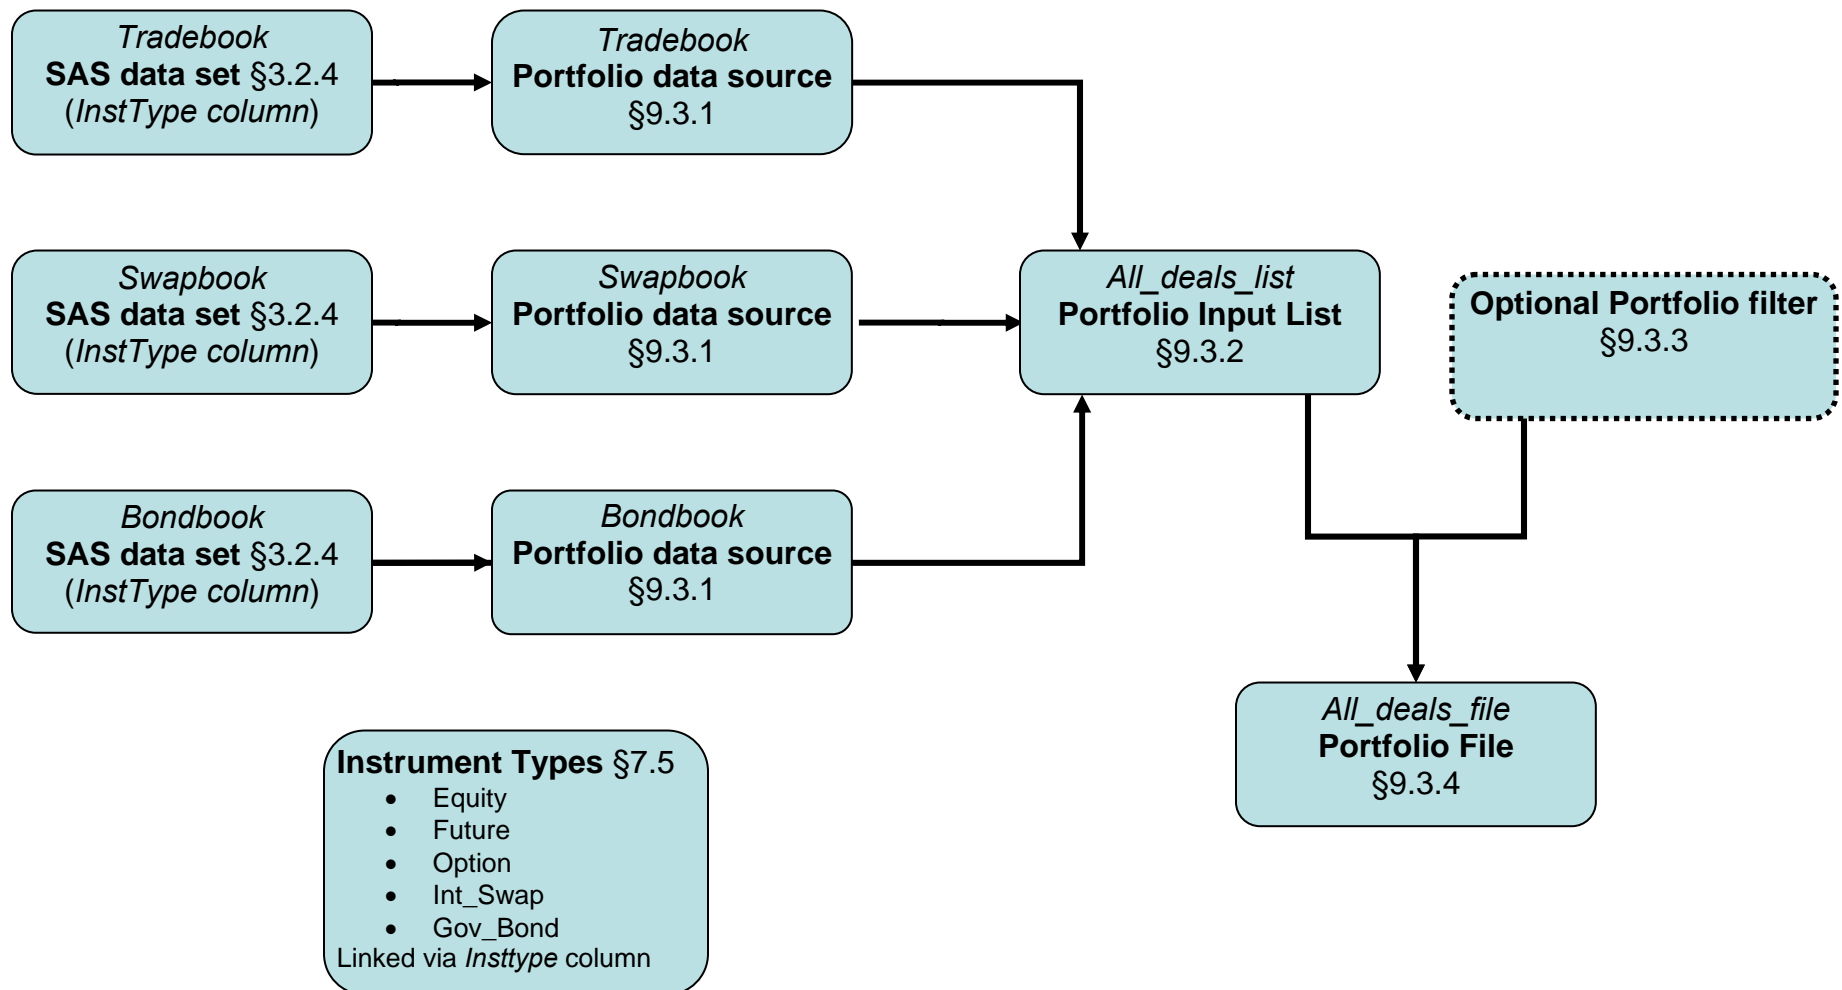 Tradebook
SAS data set §3.2.4
(InstType column)
Tradebook
Portfolio data source
§9.3.1
Swapbook
SAS data set §3.2.4
(InstType column)
Swapbook
Portfolio data source
§9.3.1
All_deals_list
Portfolio Input List
§9.3.2
Optional Portfolio filter
§9.3.3
Bondbook
SAS data set §3.2.4
(InstType column)
Bondbook
Portfolio data source
§9.3.1
All_deals_file
Portfolio File
§9.3.4
Instrument Types §7.5
• Equity
• Future
• Option
• Int_Swap
• Gov_Bond
Linked via Insttype column